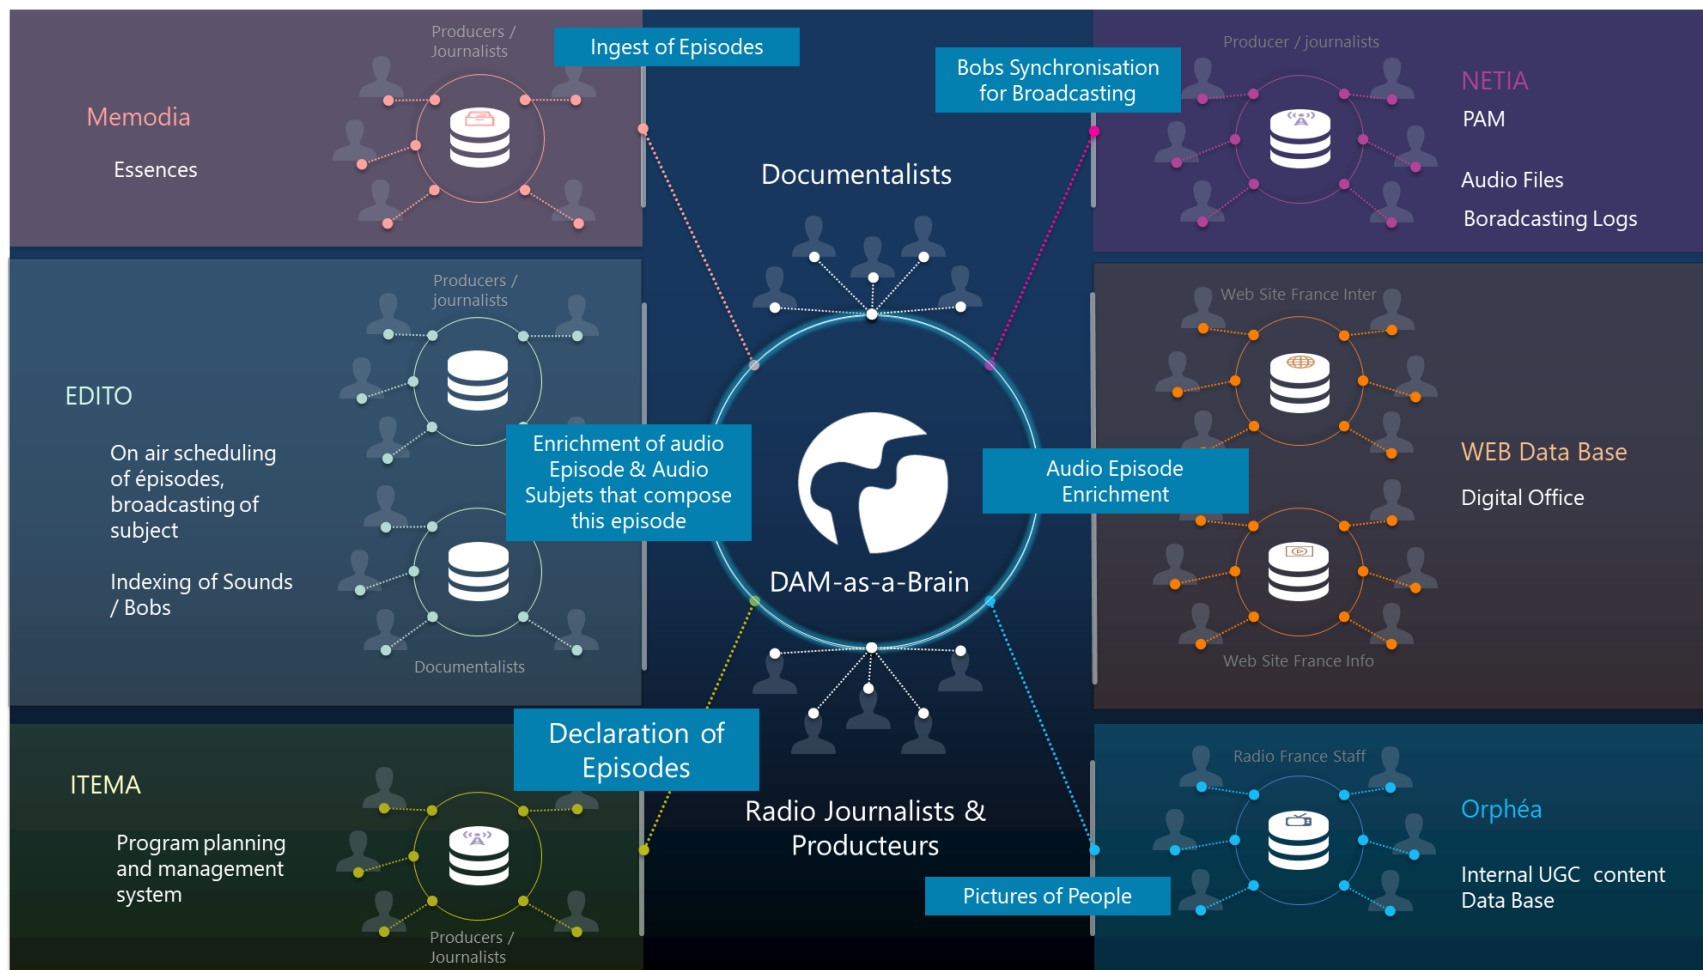 Producers /
Journalists
Memodia
Essences
Ingest of Episodes
Bobs Synchronisation
for Broadcasting
Documentalists
Producer / journalists
NETIA
PAM
Audio Files
Boradcasting Logs
Producers /
journalists
EDITO
On air scheduling
of épisodes,
broadcasting of
subject
Indexing of Sounds
/ Bobs
Documentalists
Enrichment of audio
Episode & Audio
Subjets that compose
this episode
DAM-as-a-Brain
Audio Episode
Enrichment
Web Site France Inter
WEB Data Base
Digital Office
Web Site France Info
ITEMA
Program planning
and management
system
Producers /
Journalists
Declaration of
Episodes
Radio Journalists &
Producteurs
Pictures of People
Radio France Staff
Orphéa
Internal UGC content
Data Base